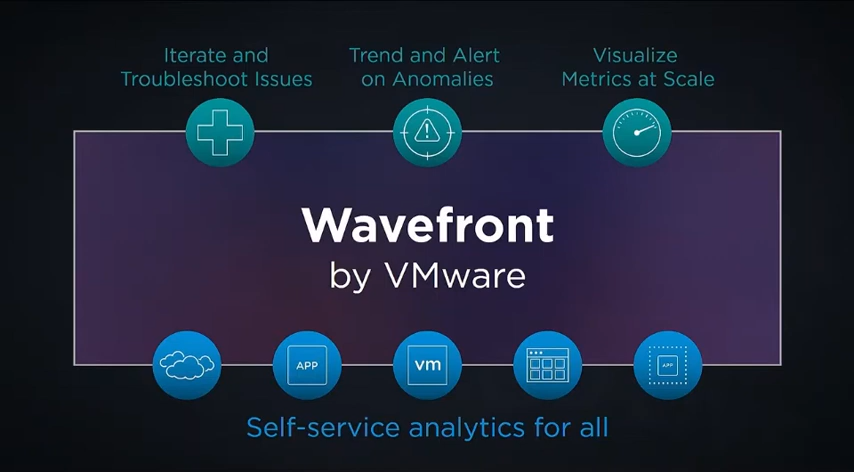 Iterate and
Troubleshoot Issues
Trend and Alert
on Anomalies
Visualize
Metrics at Scale
Wavefront
by VMware
APP
vm
APP
Self-service analytics for all